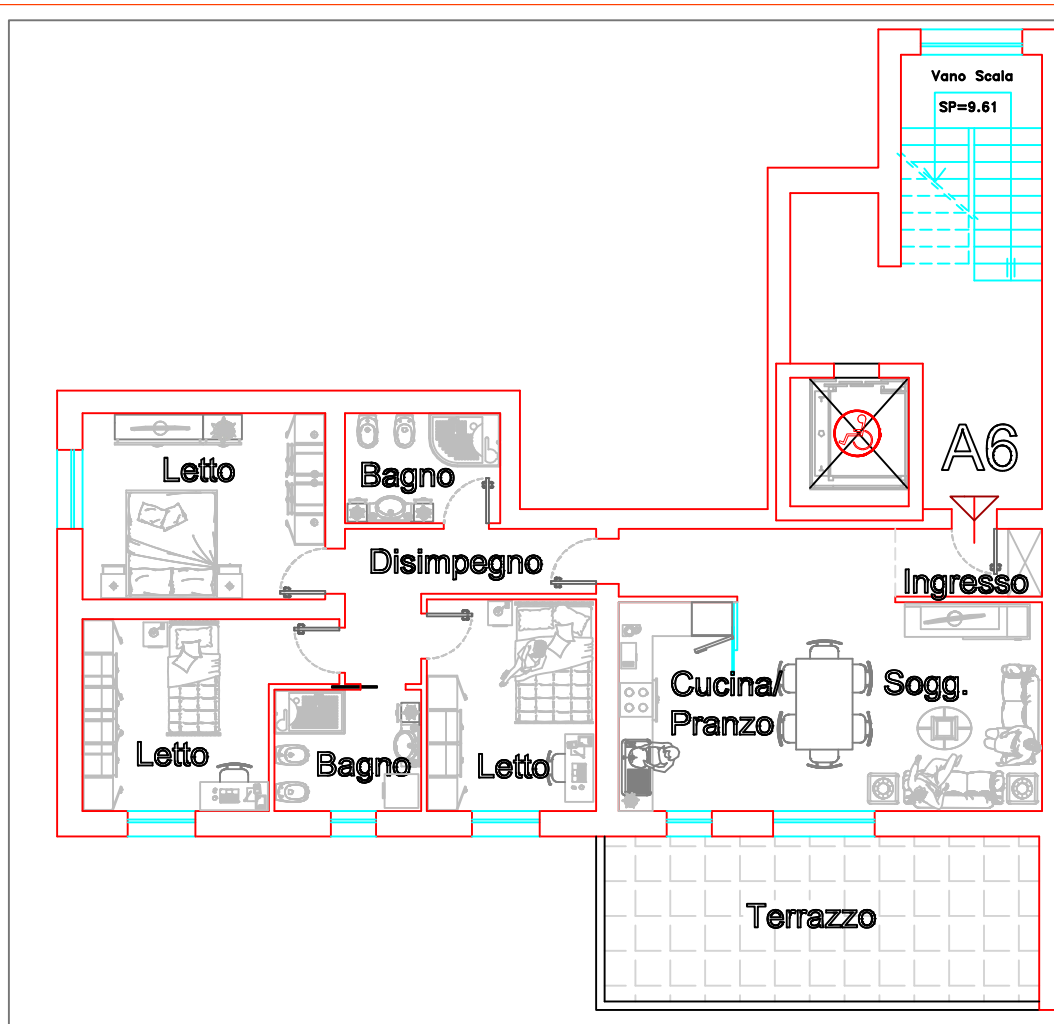 Vano Scala
SP=9.61
A6
Letto
Bagno
Disimpegno
Ingresso
Cucina/
Pranzo
Sogg.
Letto
Bagno
Letto
Terrazzo